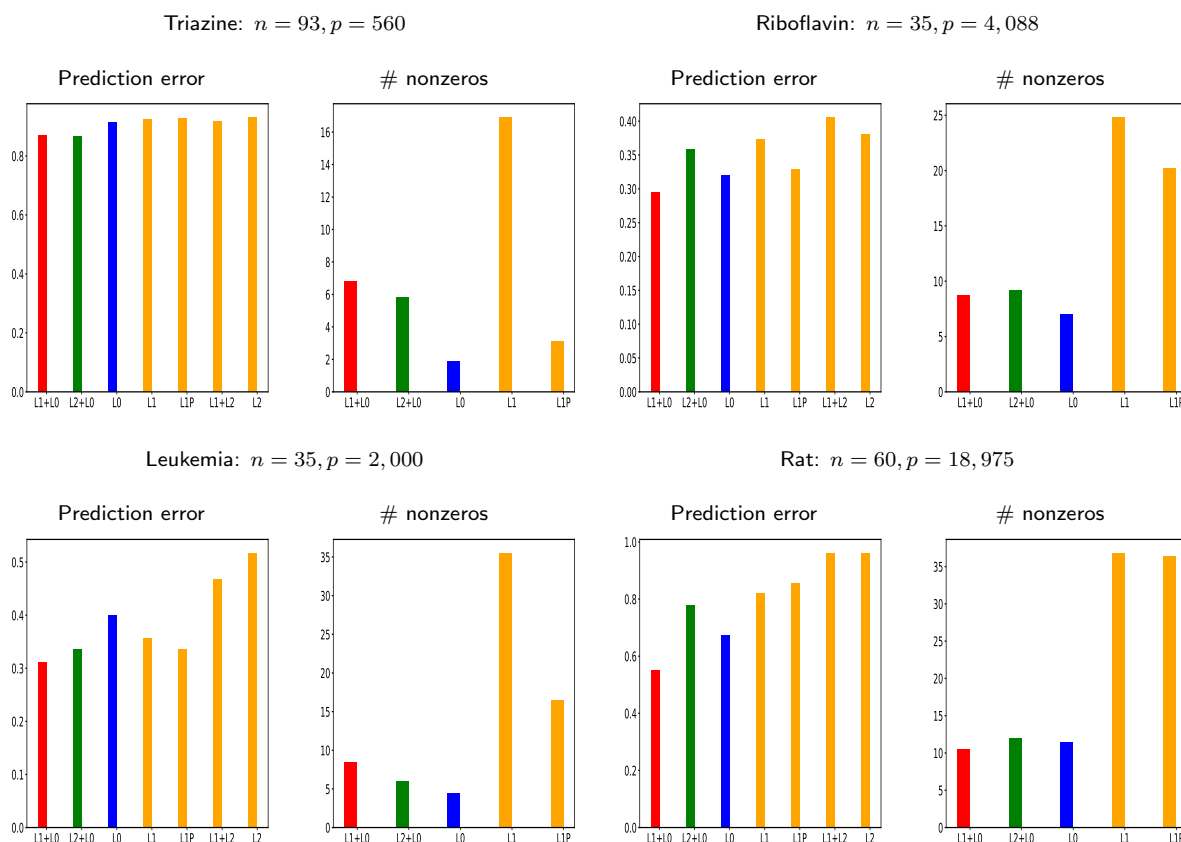 Triazine: n = 93, p = 560
Prediction error
# nonzeros
0.8
0.6
0.4
0.2
0.0
L1+L0 L2+L0 L0 L1 L1P L1+L2 L2
16
14
12
10
8
6
4
2
0
L1+L0 L2+L0 L0 L1 L1P
Riboflavin: n = 35, p = 4, 088
Prediction error
# nonzeros
0.40
0.35
0.30
0.25
0.20
0.15
0.10
0.05
0.00
L1+L0 L2+L0 L0 L1 L1P L1+L2 L2
25
20
15
10
5
0
L1+L0 L2+L0 L0 L1 L1P
Leukemia: n = 35, p = 2, 000
Prediction error
# nonzeros
0.5
0.4
0.3
0.2
0.1
0.0
L1+L0 L2+L0 L0 L1 L1P L1+L2 L2
35
30
25
20
15
10
5
0
L1+L0 L2+L0 L0 L1 L1P
Rat: n = 60, p = 18, 975
Prediction error
# nonzeros
1.0
0.8
0.6
0.4
0.2
0.0
L1+L0 L2+L0 L0 L1 L1P L1+L2 L2
35
30
25
20
15
10
5
0
L1+L0 L2+L0 L0 L1 L1P